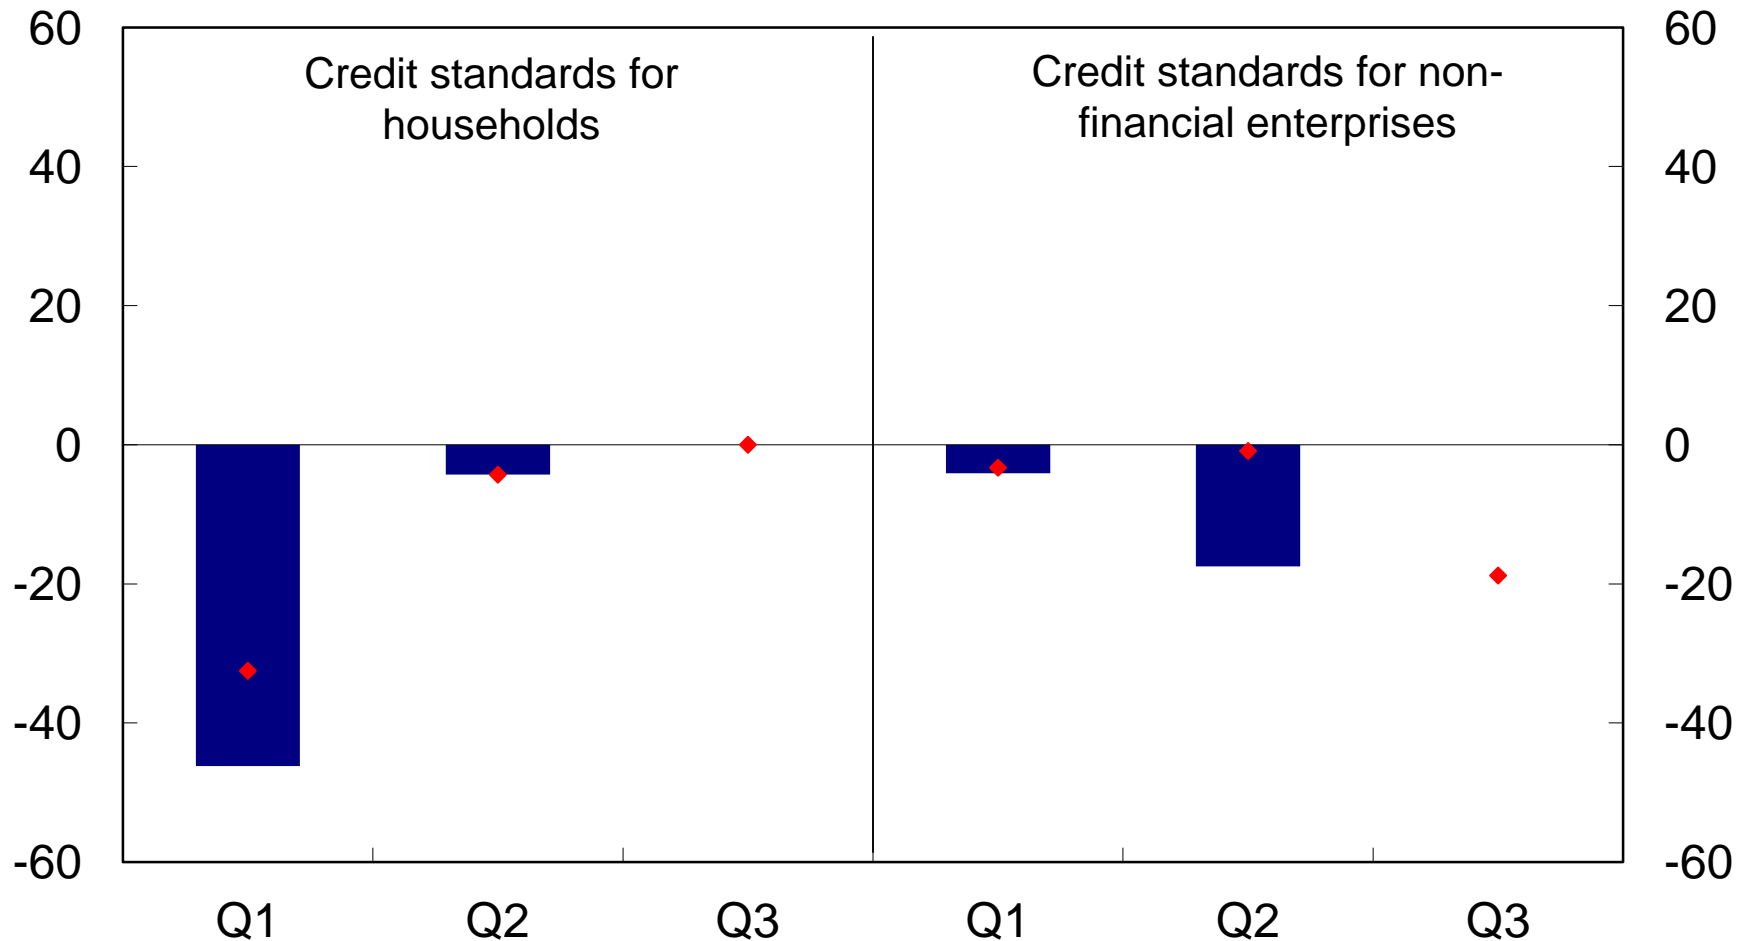 60
60
Credit standards for
households
Credit standards for non-
financial enterprises
40
40
20
20
0
0
-20
-20
-40
-40
-60
-60
Q1 Q2 Q3 Q1 Q2 Q3